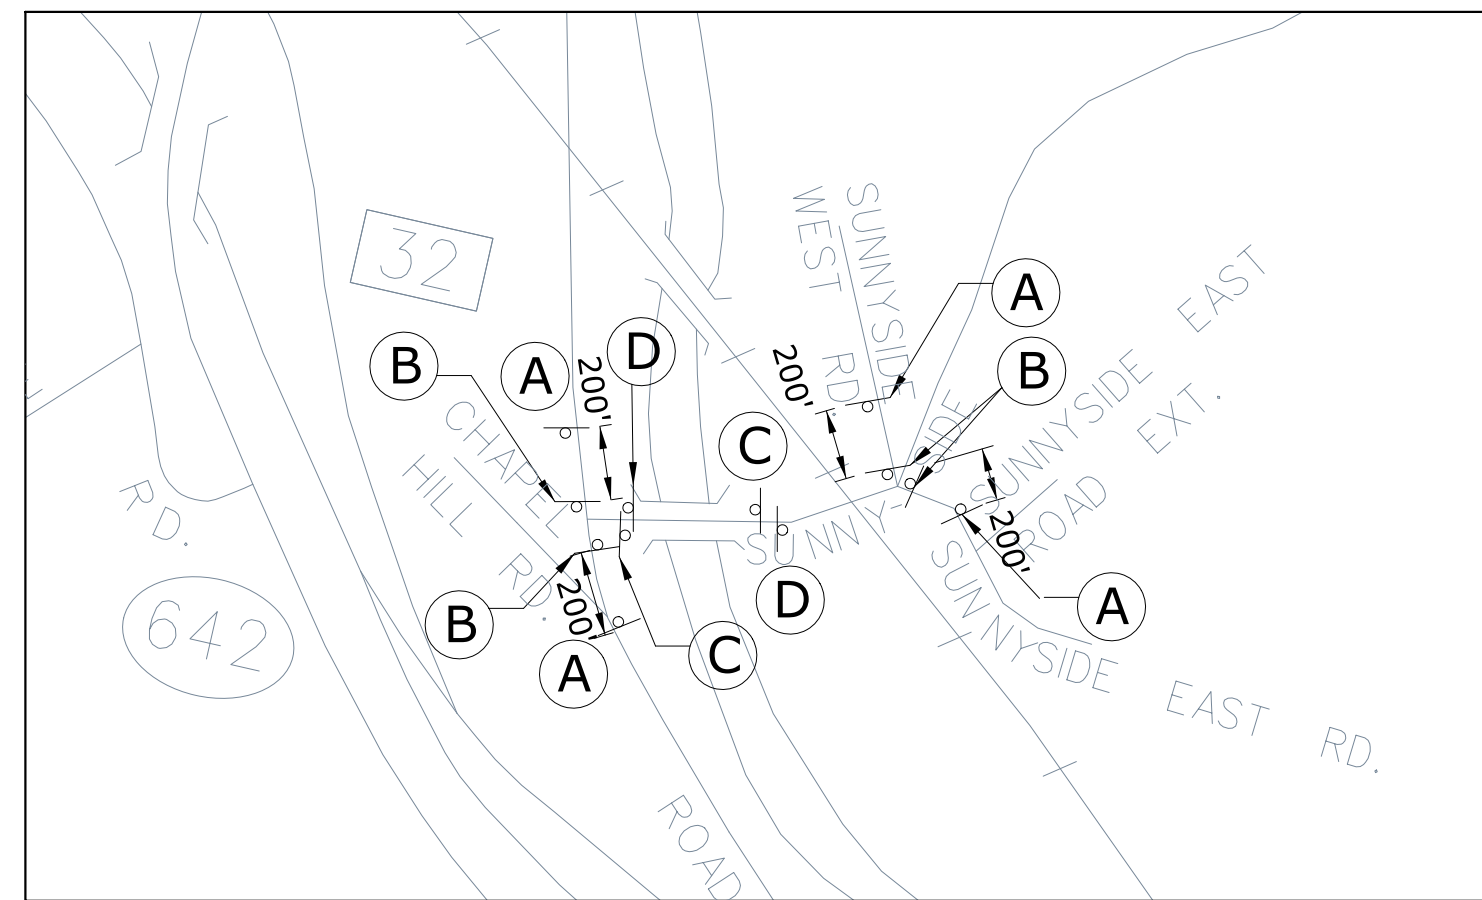 SUNNYSIDE
WEST RD.
32
A
EAST
D
B
A
B
200'
200'
SUNNYSIDE
EXT.
CHAPEL
HILL RD.
C
SUNNY-SIDE
ROAD
RD.
200'
D
A
642
B
200'
C
A
SUNNYSIDE EAST RD.
ROAD